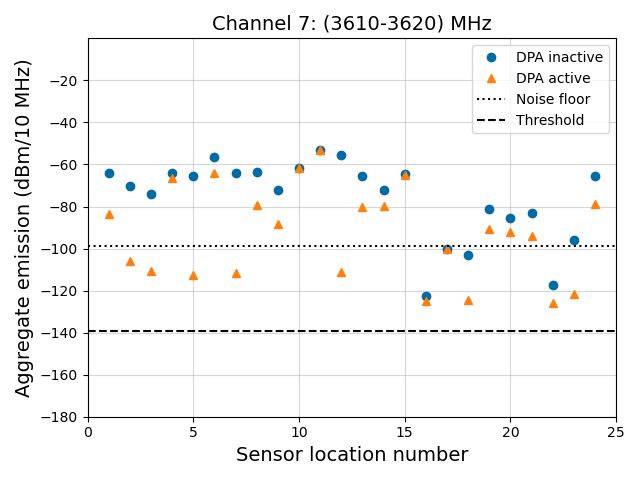 Channel 7: (3610-3620) MHz
DPA inactive
DPA active
Noise floor
Threshold
Aggregate emission (dBm/10 MHz)
−20
−40
−60
−80
−100
−120
−140
−160
−180
0 5 10 15 20 25
Sensor location number